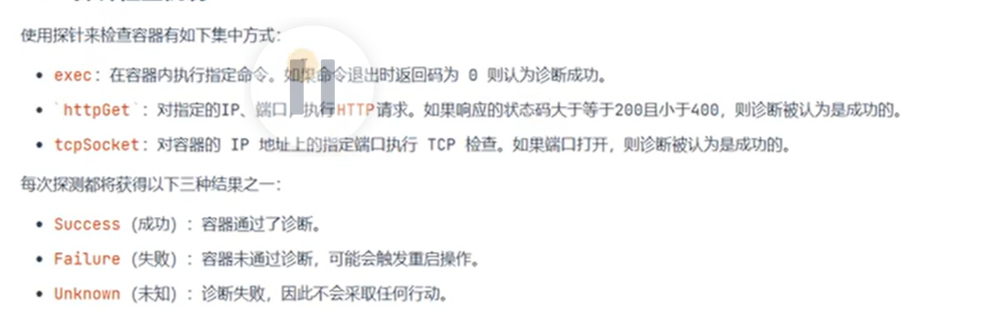 使用探针来检查容器有如下集中方式：
• exec：在容器内执行指定命令。如果命令退出时返回码为 0 则认为诊断成功。
• `httpGet`：对指定的IP、端口，执行HTTP请求。如果响应的状态码大于等于200且小于400，则诊断被认为是成功的。
• tcpSocket：对容器的 IP 地址上的指定端口执行 TCP 检查。如果端口打开，则诊断被认为是成功的。
每次探测都将获得以下三种结果之一：
• Success（成功）：容器通过了诊断。
• Failure（失败）：容器未通过诊断，可能会触发重启操作。
• Unknown（未知）：诊断失败，因此不会采取任何行动。